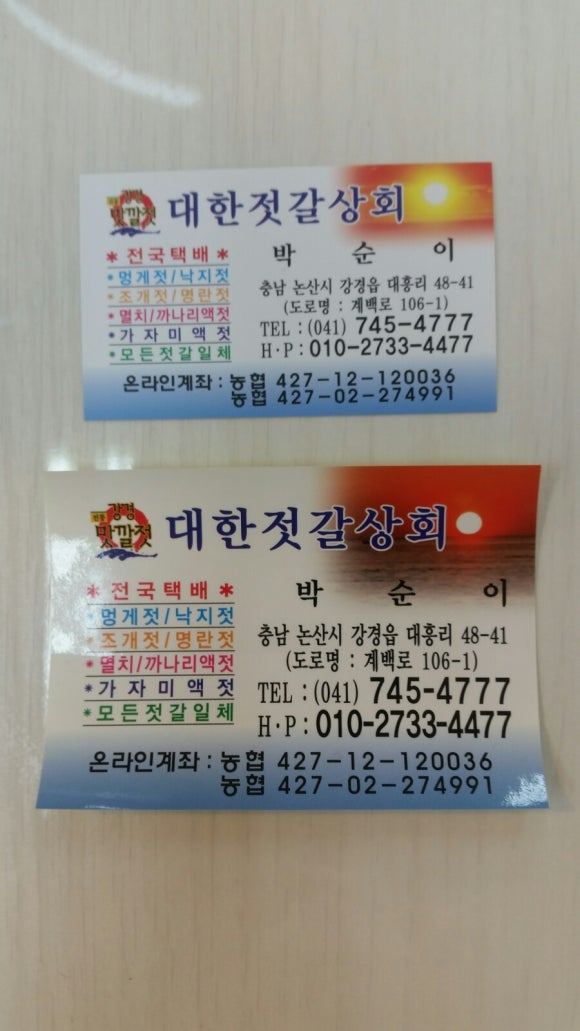 강경
전통
맛깔젓
대한젓갈상회
*전국택배*
*멍게젓/낙지젓
*조개젓/명란젓
*멸치/까나리액젓
*가자미액젓
*모든젓갈일체
박 순 이
충남 논산시 강경읍 대흥리 48-41
(도로명 : 계백로 106-1)
TEL : (041) 745-4777
H·P : 010-2733-4477
온라인계좌 : 농협 427-12-120036
농협 427-02-274991
강경
전통
맛깔젓
대한젓갈상회
*전국택배*
*멍게젓/낙지젓
*조개젓/명란젓
*멸치/까나리액젓
*가자미액젓
*모든젓갈일체
박 순 이
충남 논산시 강경읍 대흥리 48-41
(도로명 : 계백로 106-1)
TEL : (041) 745-4777
H·P : 010-2733-4477
온라인계좌 : 농협 427-12-120036
농협 427-02-274991